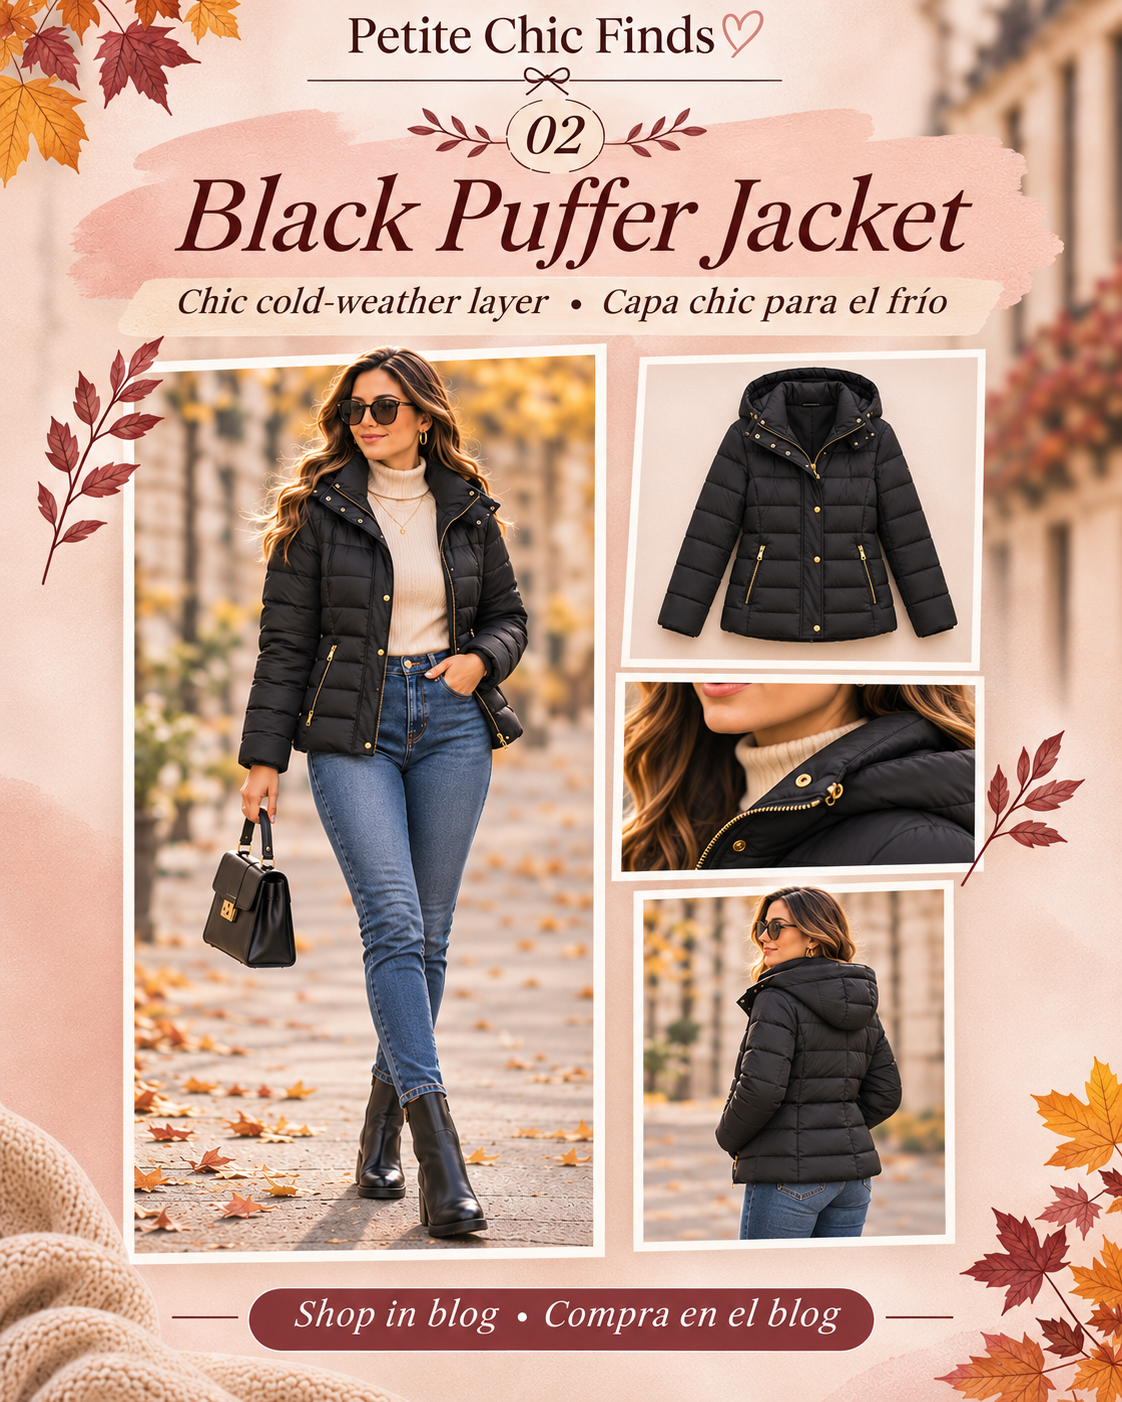 Petite Chic Finds
02
Black Puffer Jacket
Chic cold-weather layer • Capa chic para el frío
Shop in blog • Compra en el blog